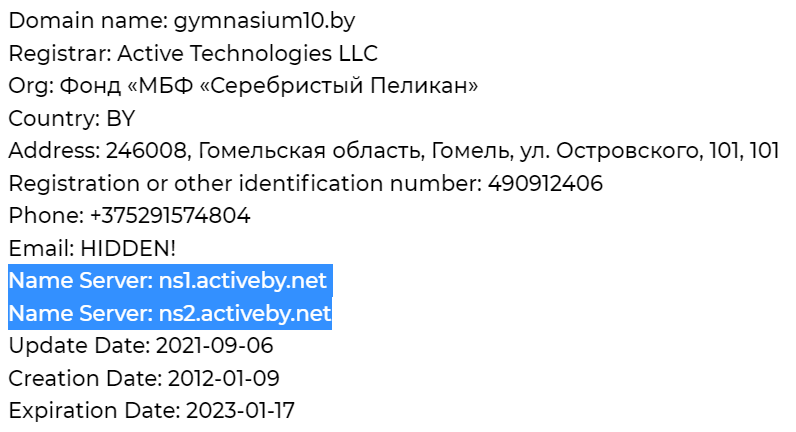 Domain name: gymnasium10.by
Registrar: Active Technologies LLC
Org: Фонд «МБФ «Серебристый Пеликан»
Country: BY
Address: 246008, Гомельская область, Гомель, ул. Островского, 101, 101
Registration or other identification number: 490912406
Phone: +375291574804
Email: HIDDEN!
Name Server: ns1.activeby.net
Name Server: ns2.activeby.net
Update Date: 2021-09-06
Creation Date: 2012-01-09
Expiration Date: 2023-01-17